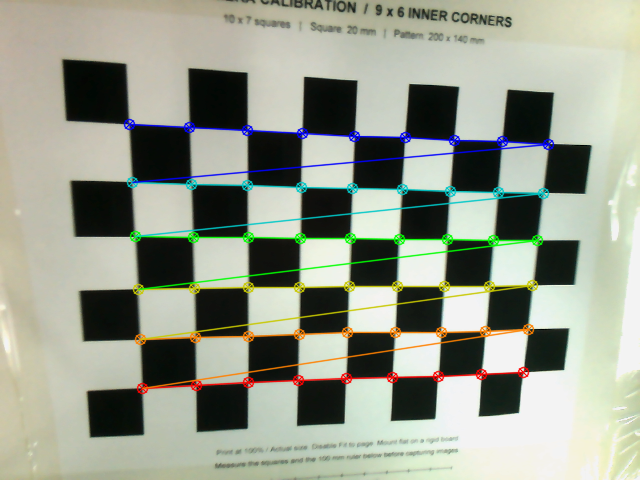 CALIBRATION / 9 x 6 INNER CORNERS
10 x 7 squares | Square: 20 mm | Pattern: 200 x 140 mm
Print at 100% / Actual size. Disable Fit to page. Mount flat on a rigid board.
Measure the squares and the 100 mm ruler below before capturing images.